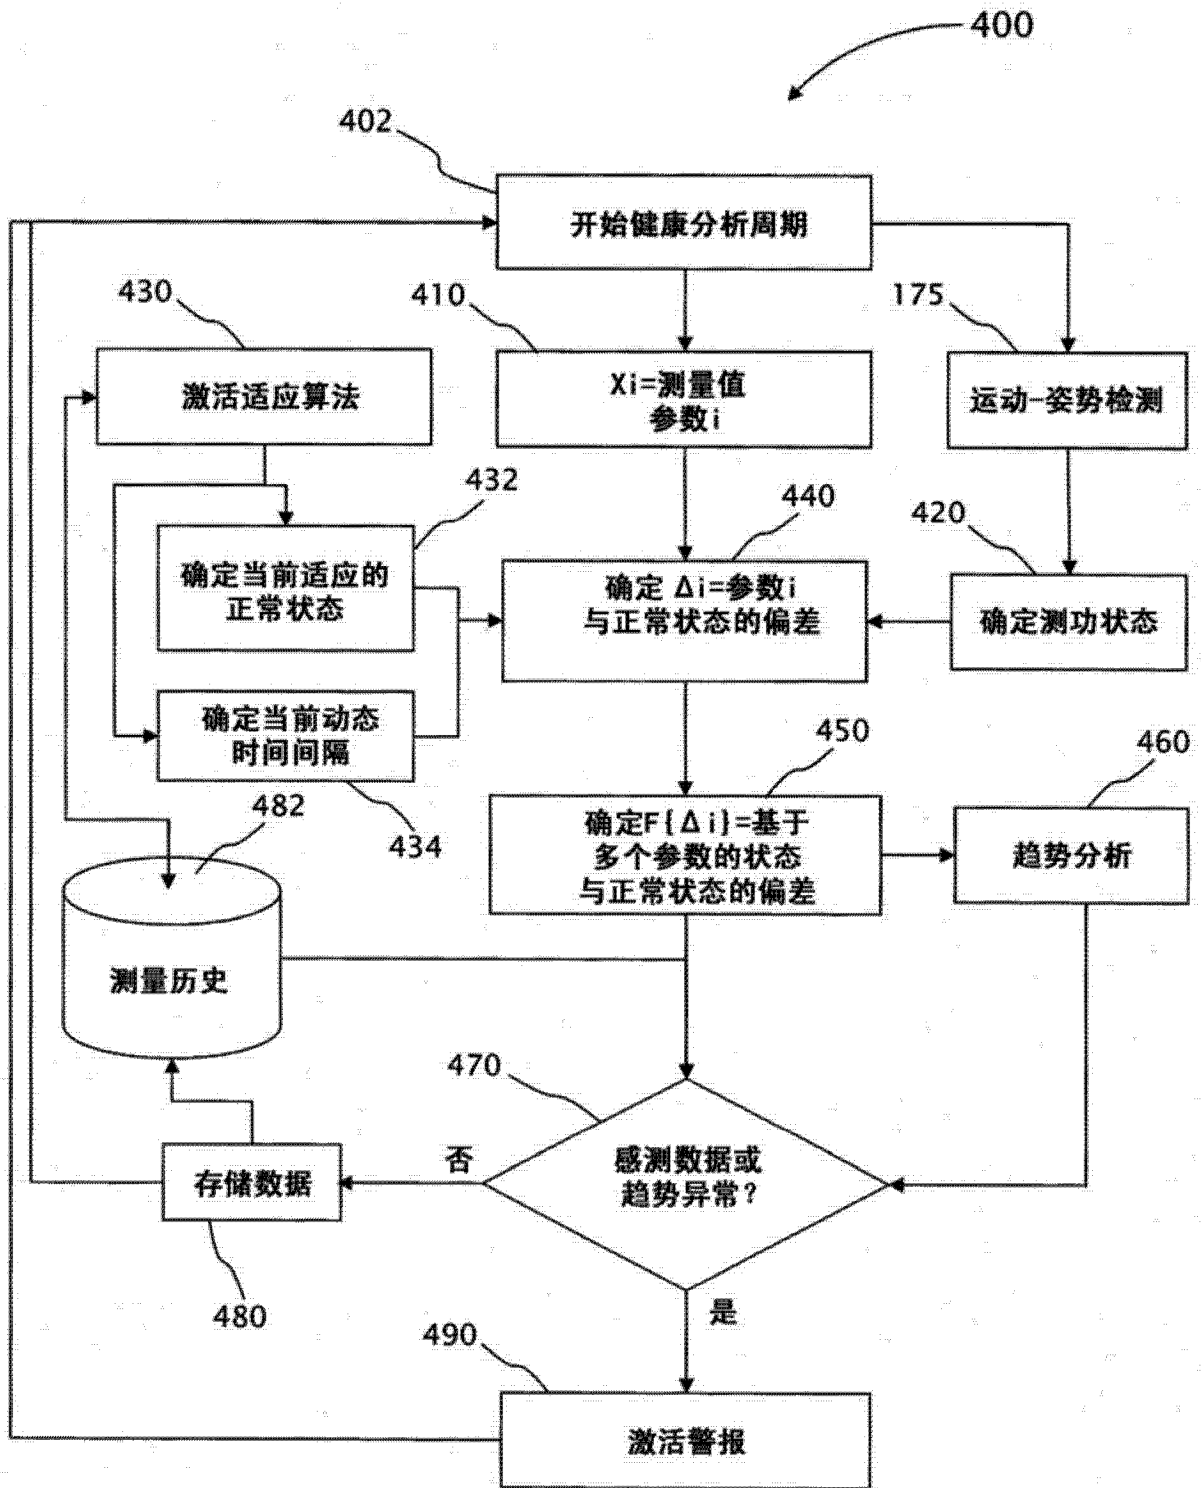 400
402
开始健康分析周期
430
410
175
激活适应算法
Xi=测量值
参数i
运动-姿势检测
432
440
420
确定当前适应的
正常状态
确定 Δi=参数i
与正常状态的偏差
确定测功状态
确定当前动态
时间间隔
450
460
482
434
确定F{Δi}=基于
多个参数的状态
与正常状态的偏差
趋势分析
测量历史
470
否
感测数据或
趋势异常?
存储数据
480
是
490
激活警报